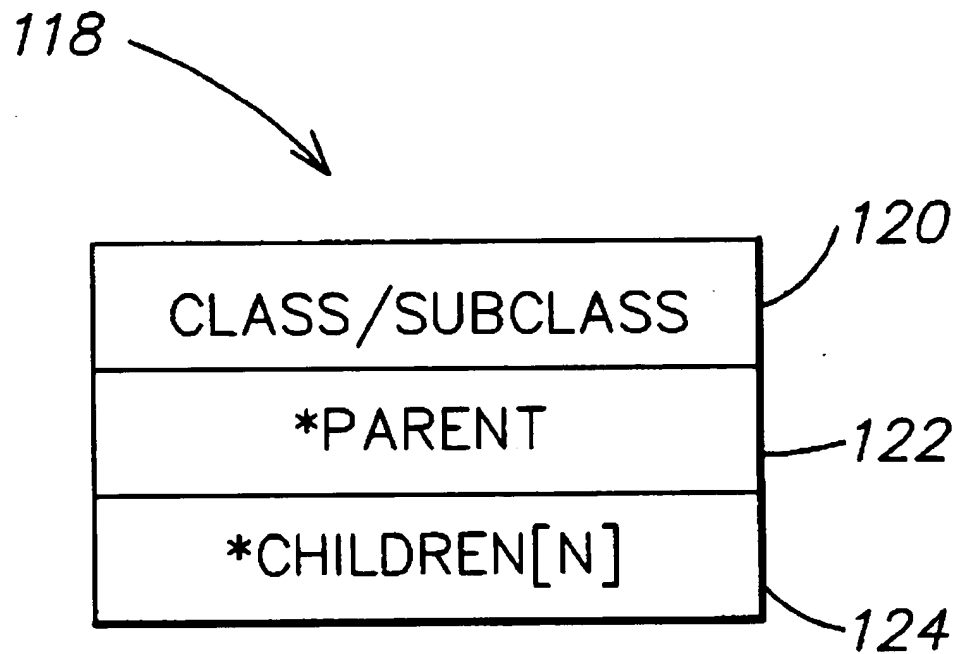 118
120
CLASS/SUBCLASS
*PARENT
122
*CHILDREN[N]
124